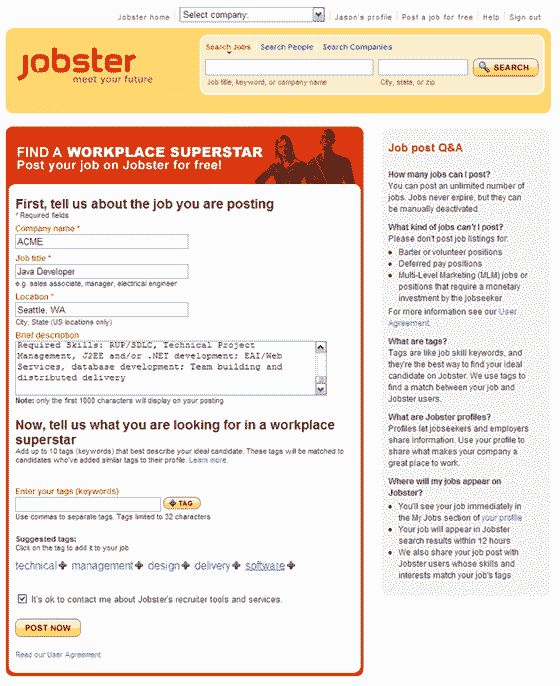 Jobster home | Select company: | Jason's profile | Post a job for free | Help | Sign out
jobster
meet your future
Search Jobs Search People Search Companies
SEARCH
Job title, keyword, or company name City, state, or zip
FIND A WORKPLACE SUPERSTAR
Post your job on Jobster for free!
First, tell us about the job you are posting
* Required fields
Company name *
ACME
Job title *
Java Developer
e.g. sales associate, manager, electrical engineer
Location *
Seattle, WA
City, State (US locations only)
Brief description
Required Skills: RUP/SDLC, Technical Project
Management, J2EE and/or .NET development; EAI/Web
Services, database development; Team building and
distributed delivery
Note: only the first 1000 characters will display on your posting
Now, tell us what you are looking for in a workplace
superstar
Add up to 10 tags (keywords) that best describe your ideal candidate. These tags will be matched to
candidates who've added similar tags to their profile. Learn more.
Enter your tags (keywords)
TAG
Use commas to separate tags. Tags limited to 32 characters
Suggested tags:
Click on the tag to add it to your job
technical management design delivery software
It's ok to contact me about Jobster's recruiter tools and services.
POST NOW
Read our User Agreement
Job post Q&A
How many jobs can I post?
You can post an unlimited number of
jobs. Jobs never expire, but they can
be manually deactivated.
What kind of jobs can't I post?
Please don't post job listings for:
• Barter or volunteer positions
• Deferred pay positions
• Multi-Level Marketing (MLM) jobs or
positions that require a monetary
investment by the jobseeker
For more information see our User
Agreement.
What are tags?
Tags are like job skill keywords, and
they're the best way to find your ideal
candidate on Jobster. We use tags to
find a match between your job and
Jobster users.
What are Jobster profiles?
Profiles let jobseekers and employers
share information. Use your profile to
share what makes your company a
great place to work.
Where will my jobs appear on
Jobster?
• You'll see your job immediately in
the My Jobs section of your profile
• Your job will appear in Jobster
search results within 12 hours
• We also share your job post with
Jobster users whose skills and
interests match your job's tags